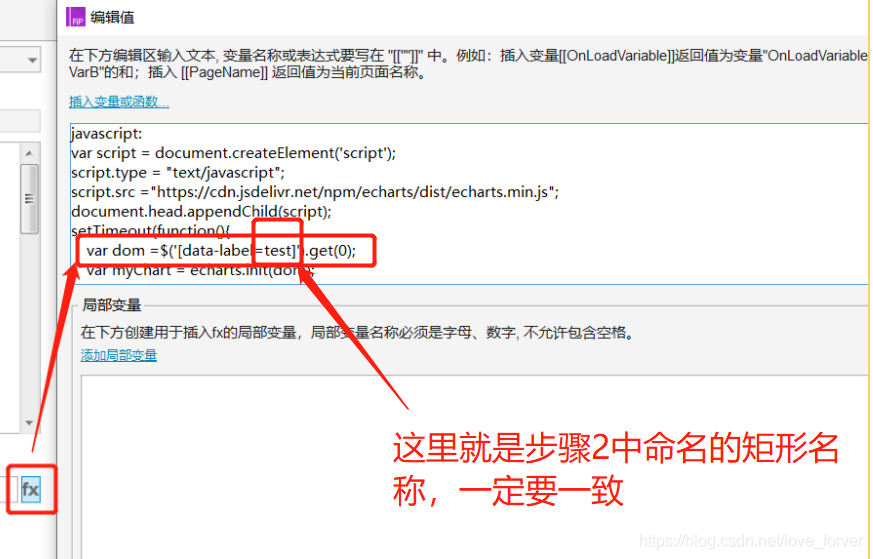 RP 编辑值
在下方编辑区输入文本, 变量名称或表达式要写在 "[[""]]" 中。例如：插入变量[[OnLoadVariable]]返回值为变量"OnLoadVariable
VarB"的和；插入 [[PageName]] 返回值为当前页面名称。
插入变量或函数...
javascript:
var script = document.createElement('script');
script.type = "text/javascript";
script.src ="https://cdn.jsdelivr.net/npm/echarts/dist/echarts.min.js";
document.head.appendChild(script);
setTimeout(function(){
var dom =$('[data-label=test]').get(0);
var myChart = echarts.init(dom);
局部变量
在下方创建用于插入fx的局部变量，局部变量名称必须是字母、数字, 不允许包含空格。
添加局部变量
这里就是步骤2中命名的矩形名
称，一定要一致
fx
https://blog.csdn.net/love_forver